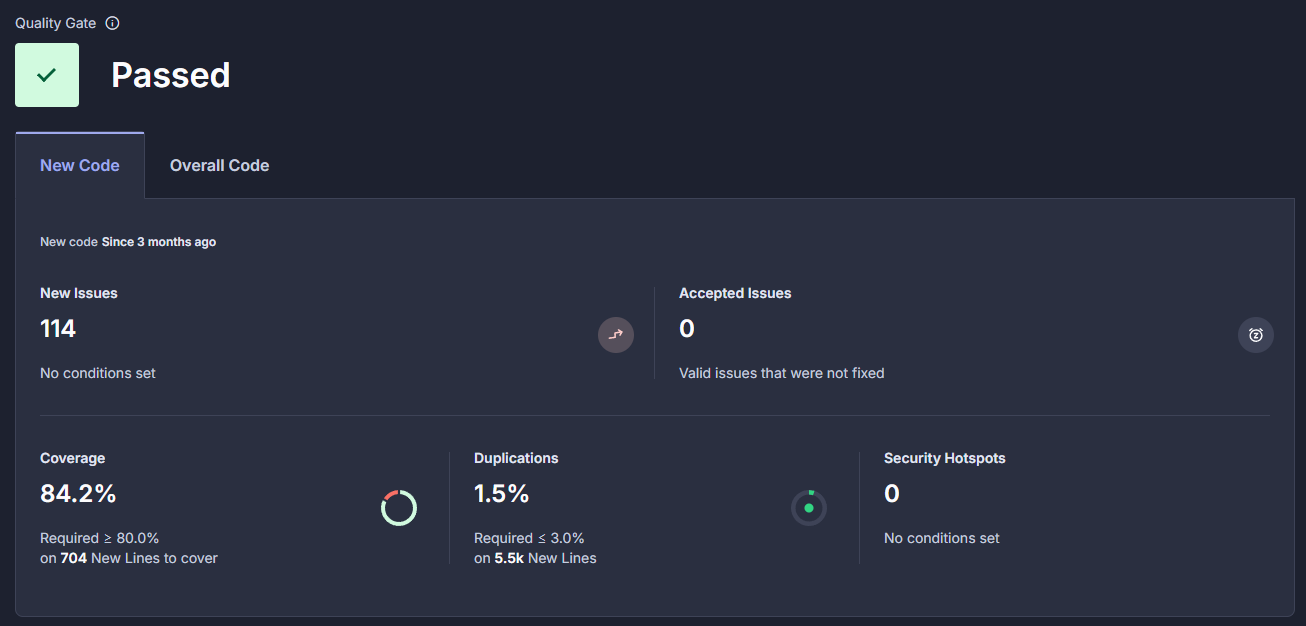 Quality Gate
Passed
New Code
Overall Code
New code Since 3 months ago
New Issues
114
No conditions set
Accepted Issues
0
Valid issues that were not fixed
Coverage
84.2%
Required ≥ 80.0%
on 704 New Lines to cover
Duplications
1.5%
Required ≤ 3.0%
on 5.5k New Lines
Security Hotspots
0
No conditions set